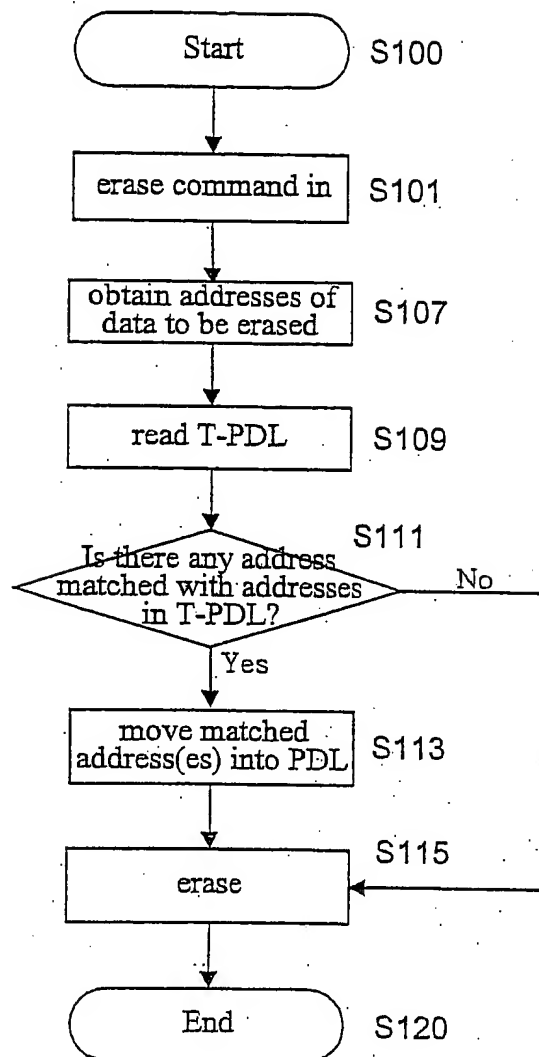 Start
S100
erase command in
S101
obtain addresses of
data to be erased
S107
read T-PDL
S109
S111
Is there any address
matched with addresses
in T-PDL?
No
Yes
move matched
address(es) into PDL
S113
S115
erase
End
S120